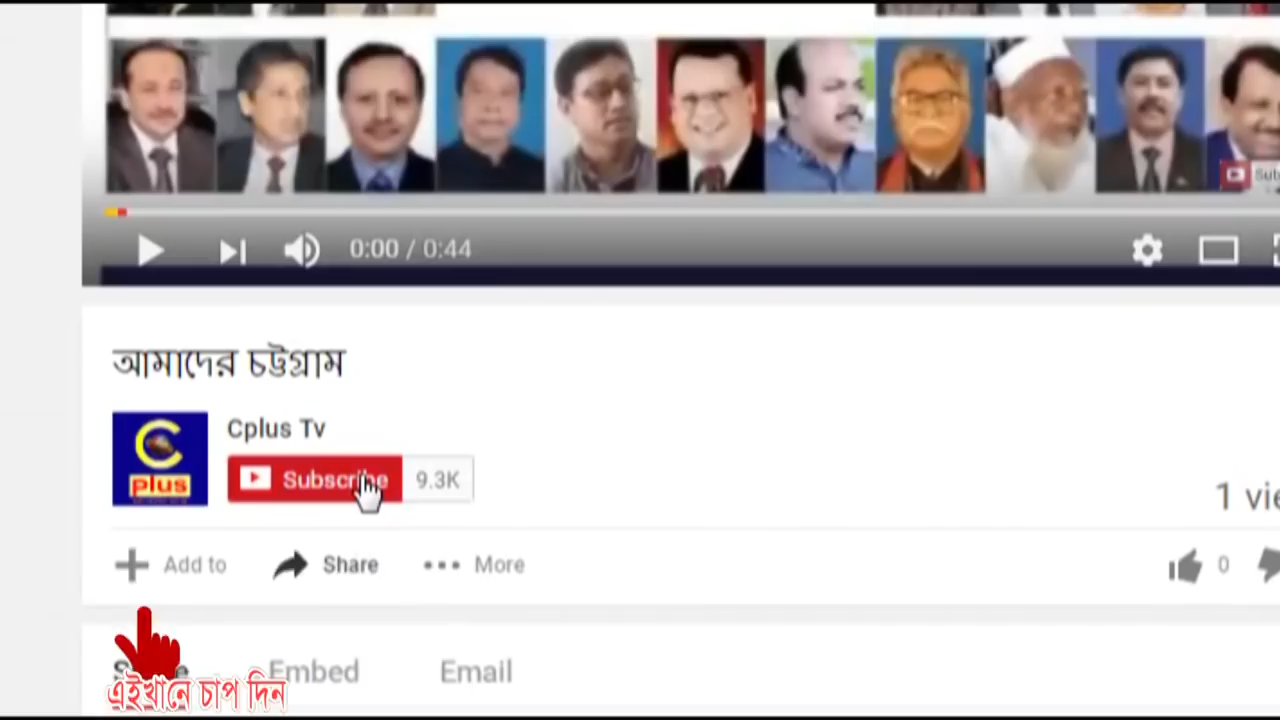 Sub
0:00 / 0:44
আমাদের চট্টগ্রাম
C
plus
Cplus Tv
Subscribe 9.3K
1 vie
Add to Share More 0
Embed Email
এইখানে চাপ দিন